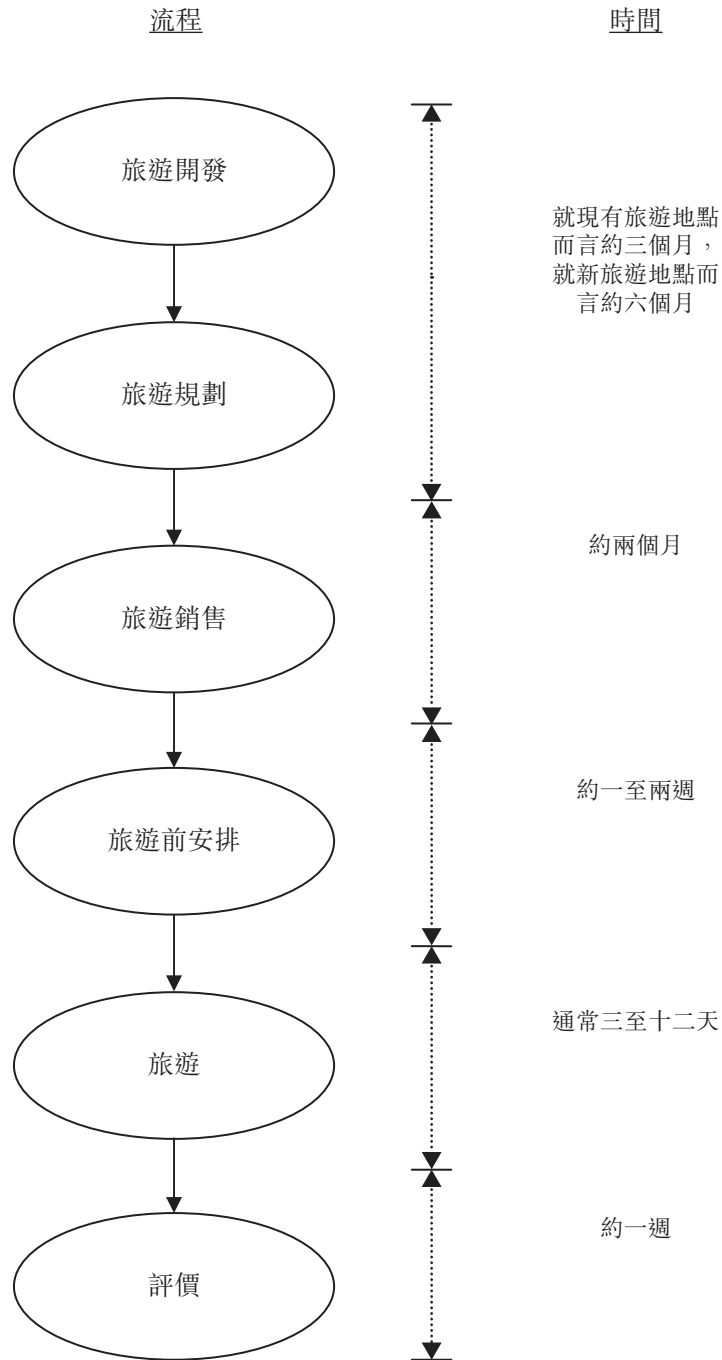 流程
時間
旅遊開發
就現有旅遊地點
而言約三個月，
就新旅遊地點而
言約六個月
旅遊規劃
約兩個月
旅遊銷售
約一至兩週
旅遊前安排
通常三至十二天
旅遊
約一週
評價